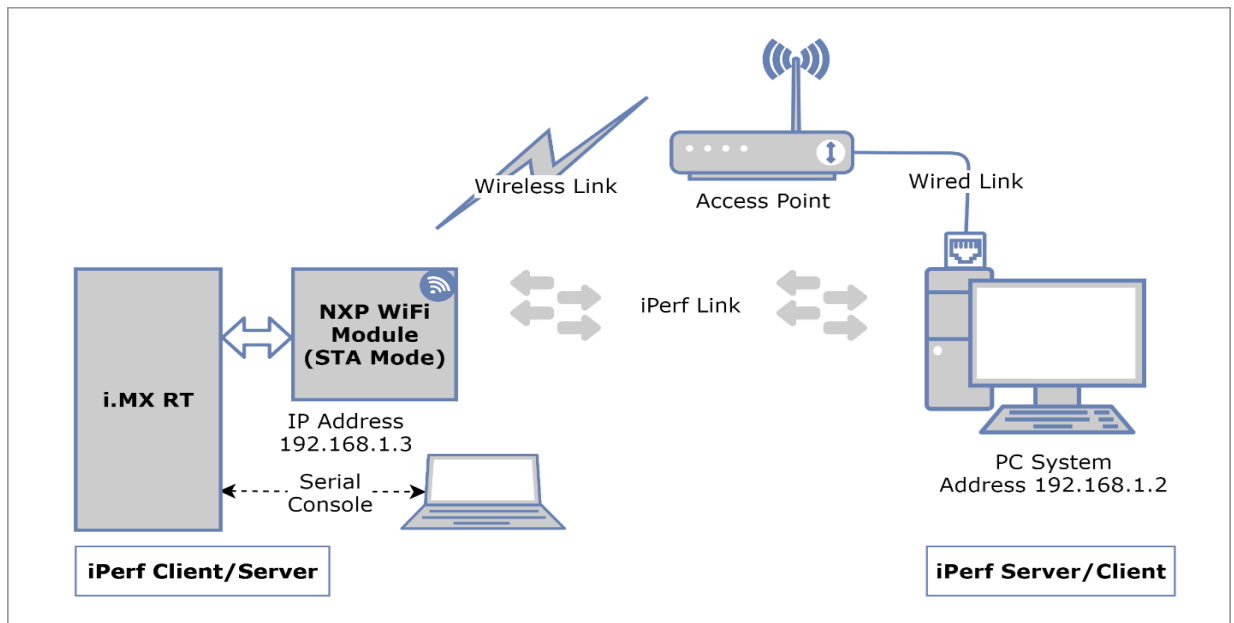 Wireless Link
Access Point
Wired Link
NXP WiFi
Module
(STA Mode)
iPerf Link
i.MX RT
IP Address
192.168.1.3
Serial
Console
PC System
Address 192.168.1.2
iPerf Client/Server
iPerf Server/Client